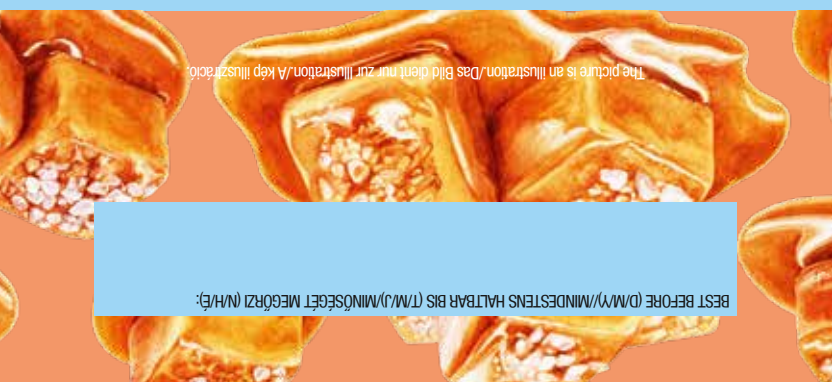 BEST BEFORE (D/M/Y)//MINDESTENS HALTBAR BIS (T/M/J)/MINŐSÉGÉT MEGŐRZI (N/H/É):
The picture is an illustration./Das Bild dient nur zur Illustration./A kép illusztráció.